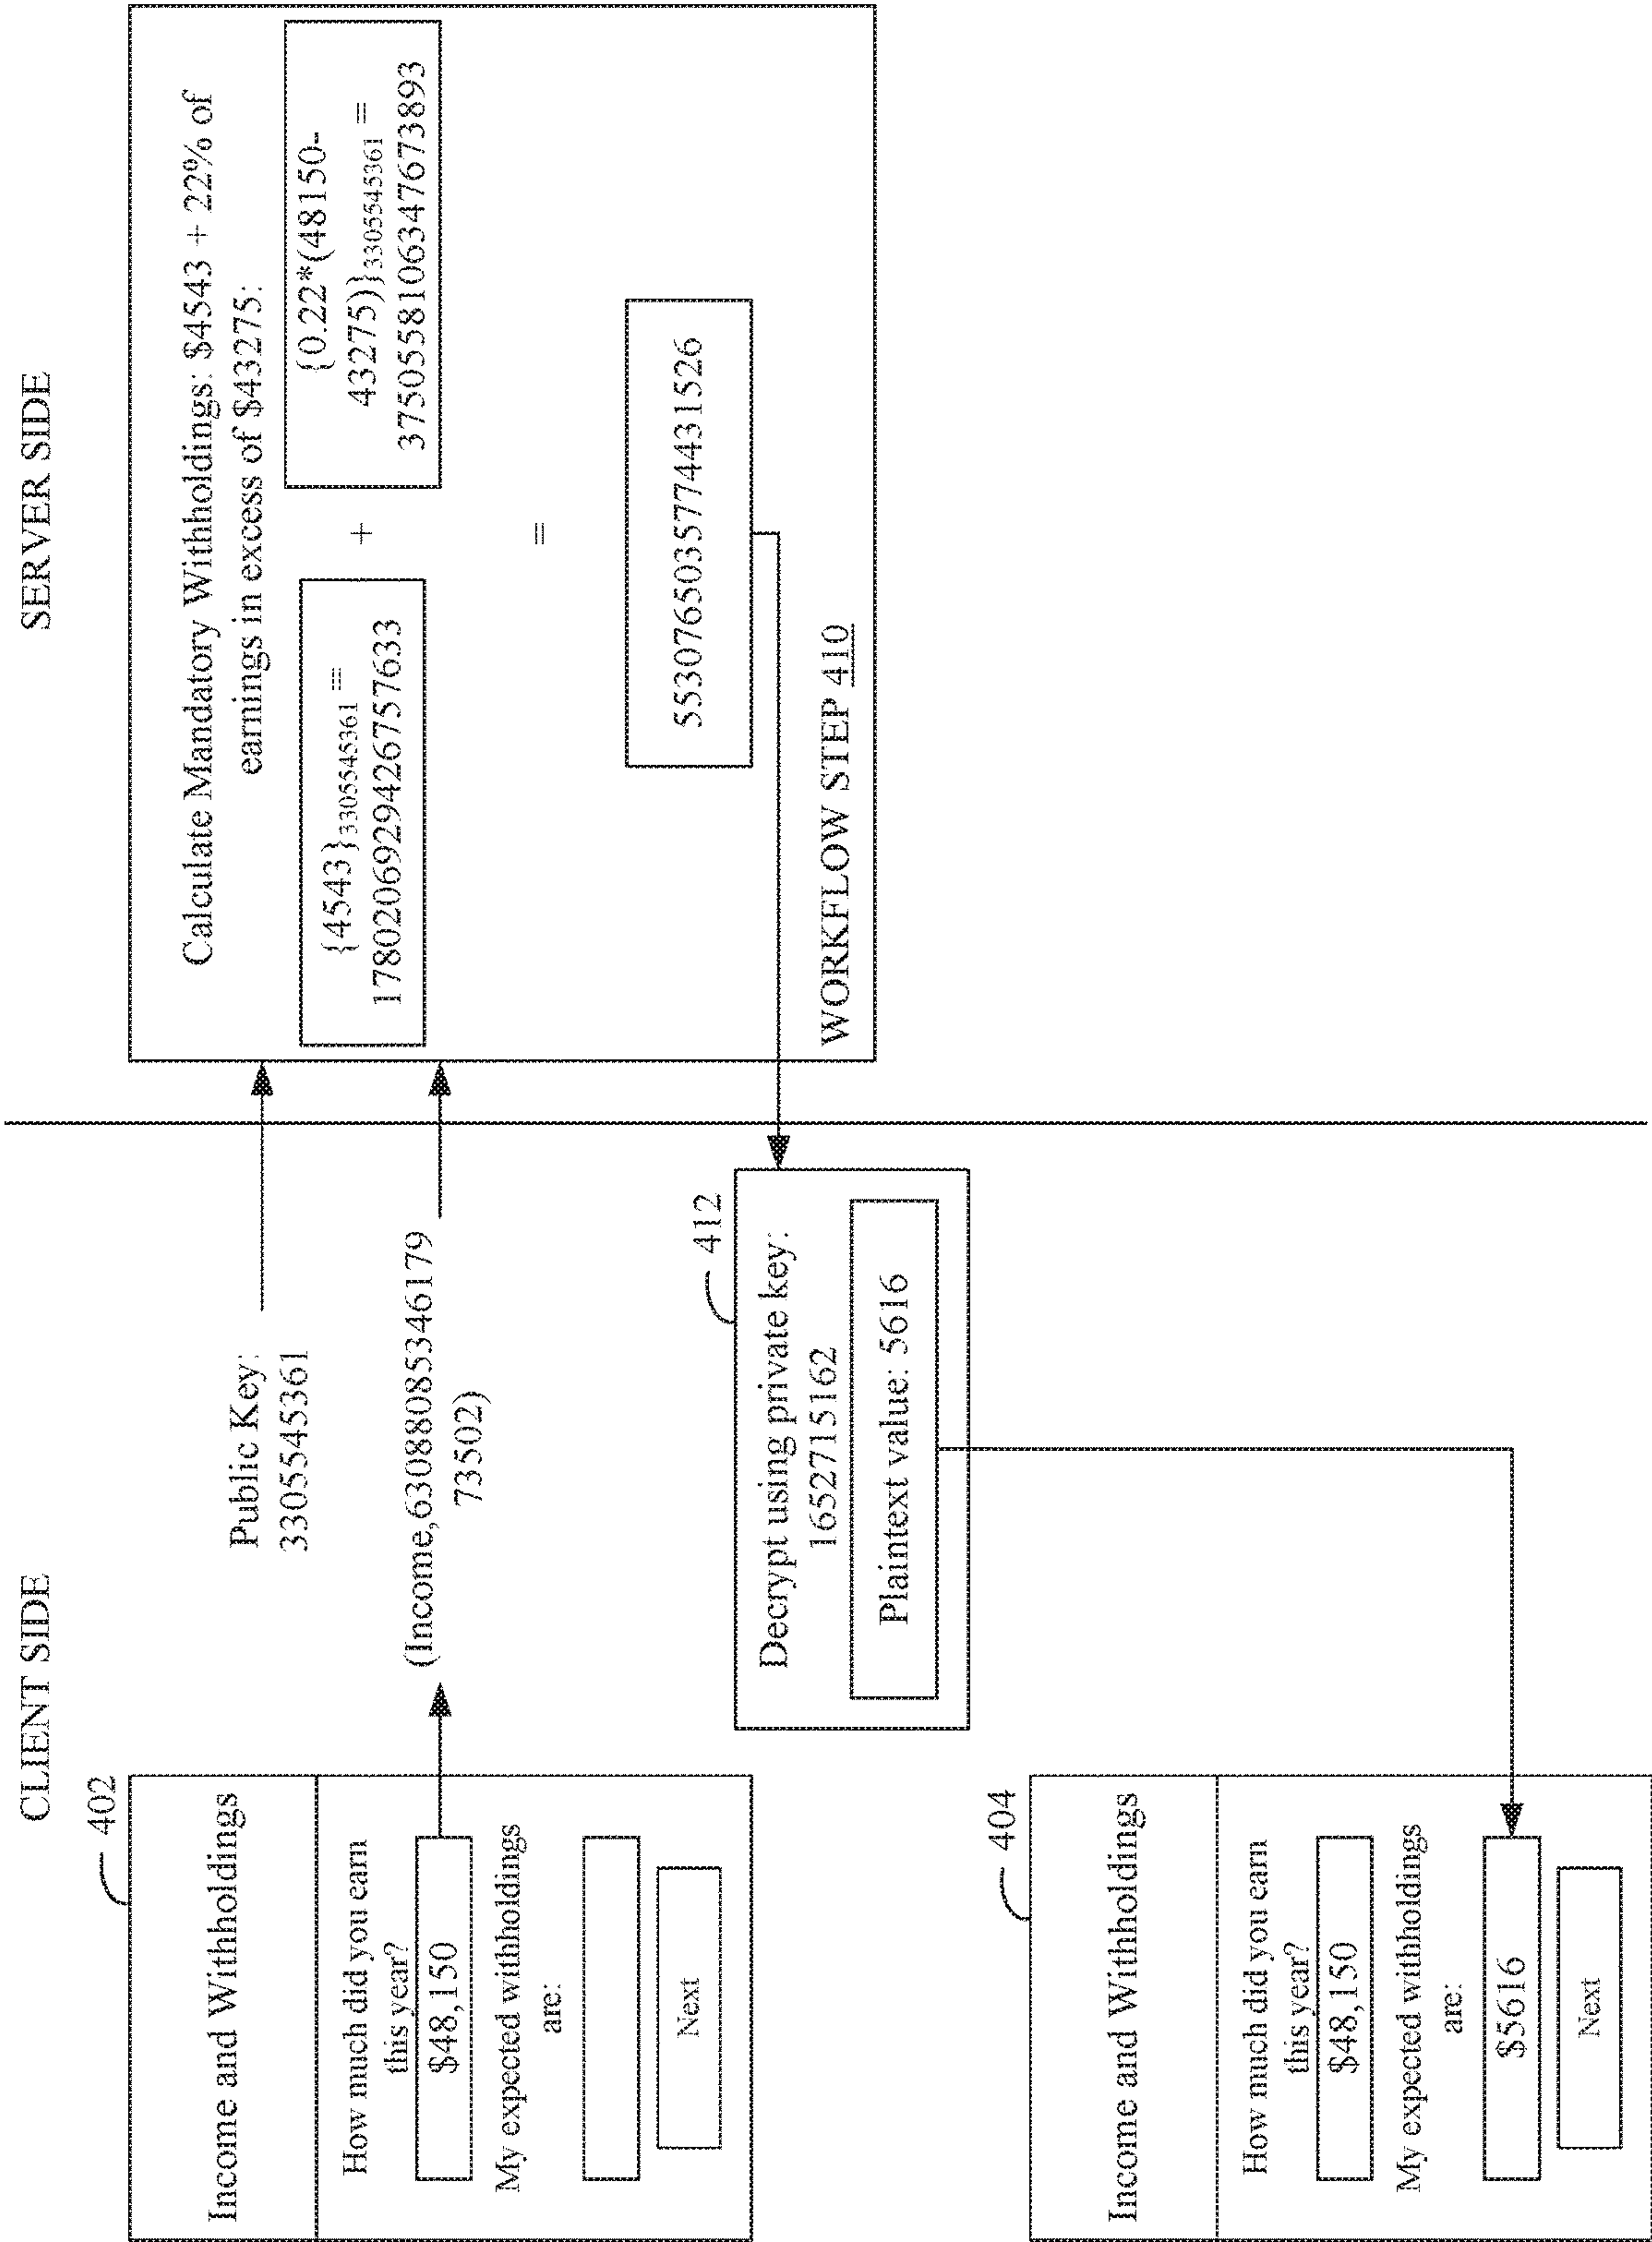 CLIENT SIDE
402
Income and Withholdings
How much did you earn
this year?
$48,150
My expected withholdings
are:
Next
Public Key:
3305545361
(Income,63088085346179
73502)
412
Decrypt using private key:
1652715162
Plaintext value: 5616
404
Income and Withholdings
How much did you earn
this year?
$48,150
My expected withholdings
are:
$5616
Next
SERVER SIDE
Calculate Mandatory Withholdings: $4543 + 22% of
earnings in excess of $43275:
{4543}3305545361 =
1780206929426757633
+
{0.22*(48150-
43275)}3305545361 =
3750558106347673893
=
5530765035774431526
WORKFLOW STEP 410